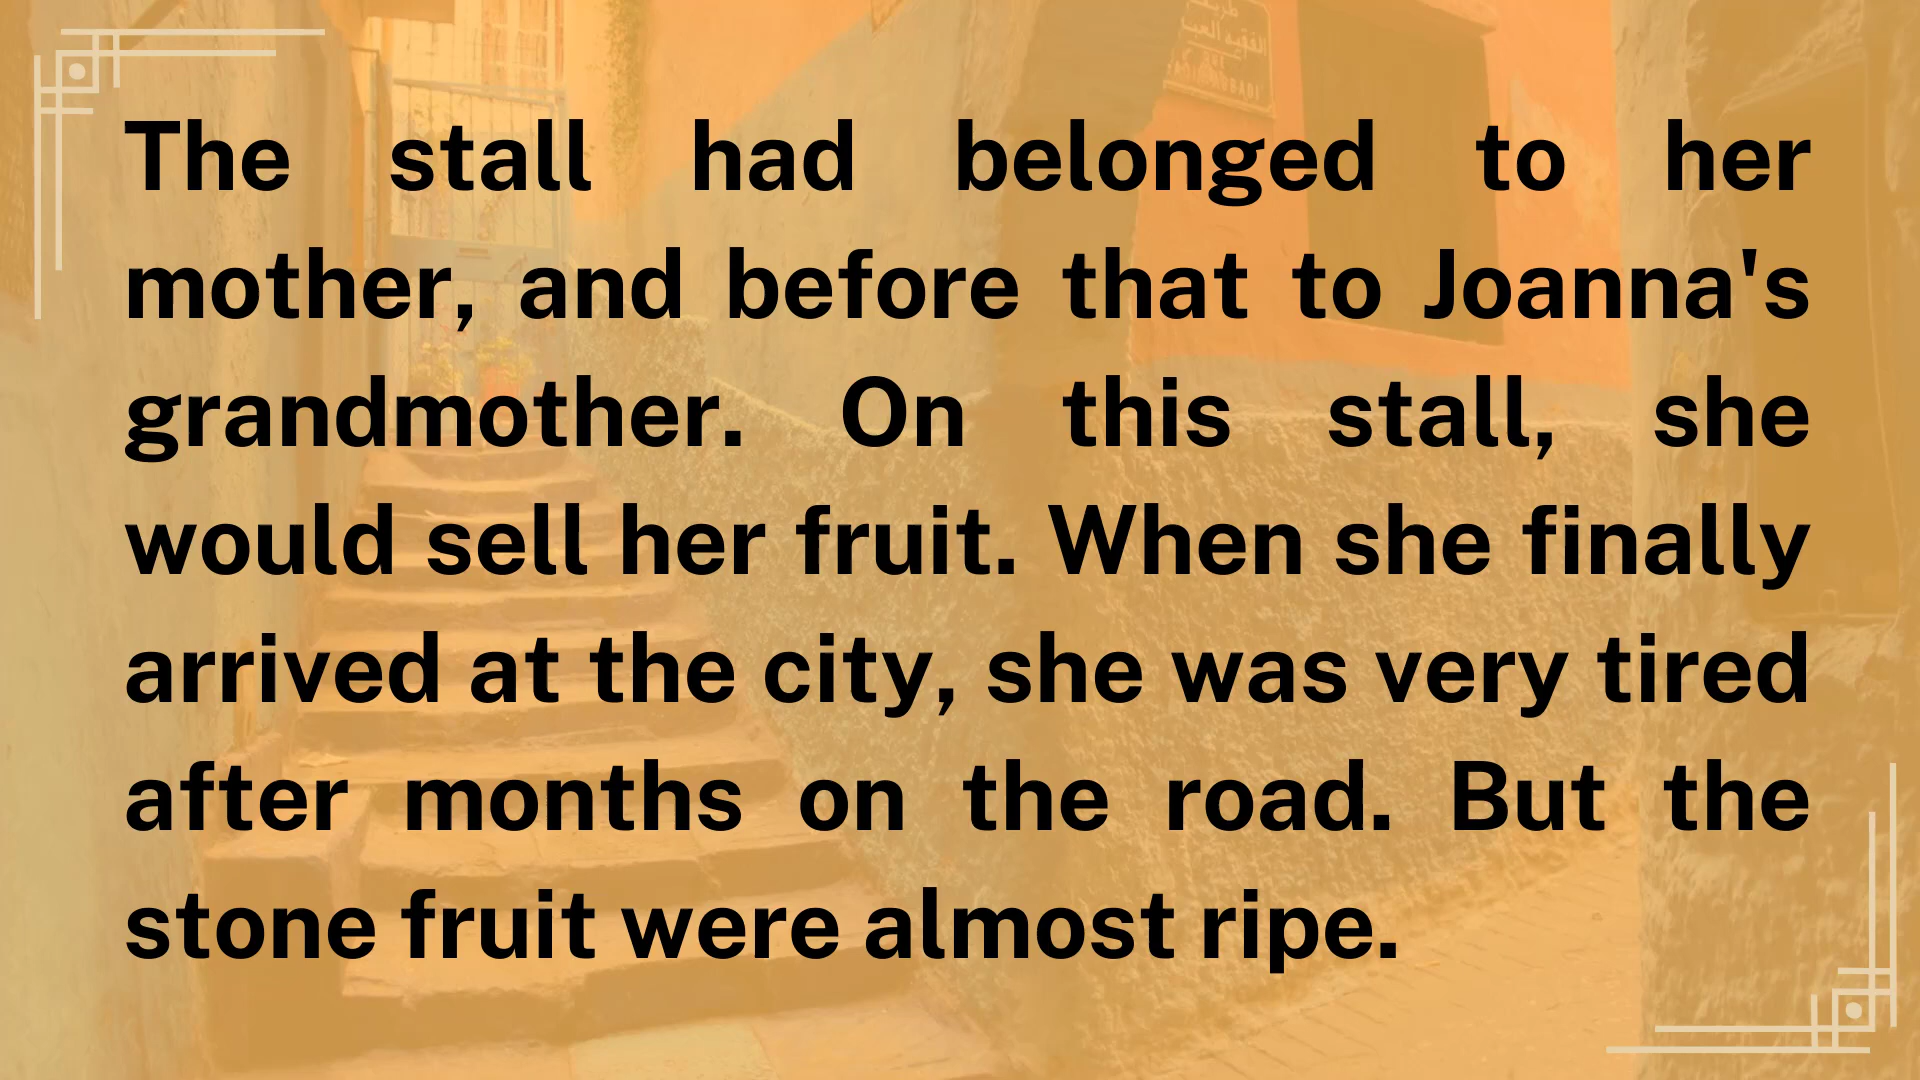 The stall had belonged to her
mother, and before that to Joanna's
grandmother. On this stall, she
would sell her fruit. When she finally
arrived at the city, she was very tired
after months on the road. But the
stone fruit were almost ripe.